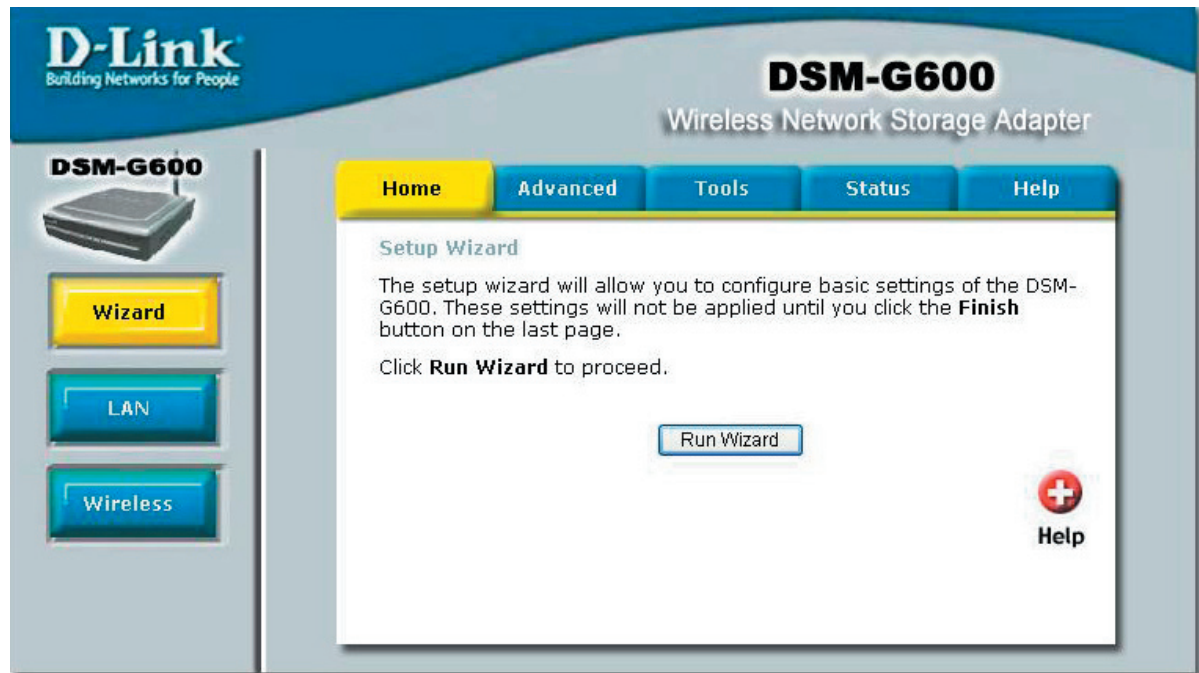 D-Link
Building Networks for People
DSM-G600
Wireless Network Storage Adapter
DSM-G600
Wizard
LAN
Wireless
Home
Advanced
Tools
Status
Help
Setup Wizard
The setup wizard will allow you to configure basic settings of the DSM-
G600. These settings will not be applied until you click the Finish
button on the last page.
Click Run Wizard to proceed.
Run Wizard
Help